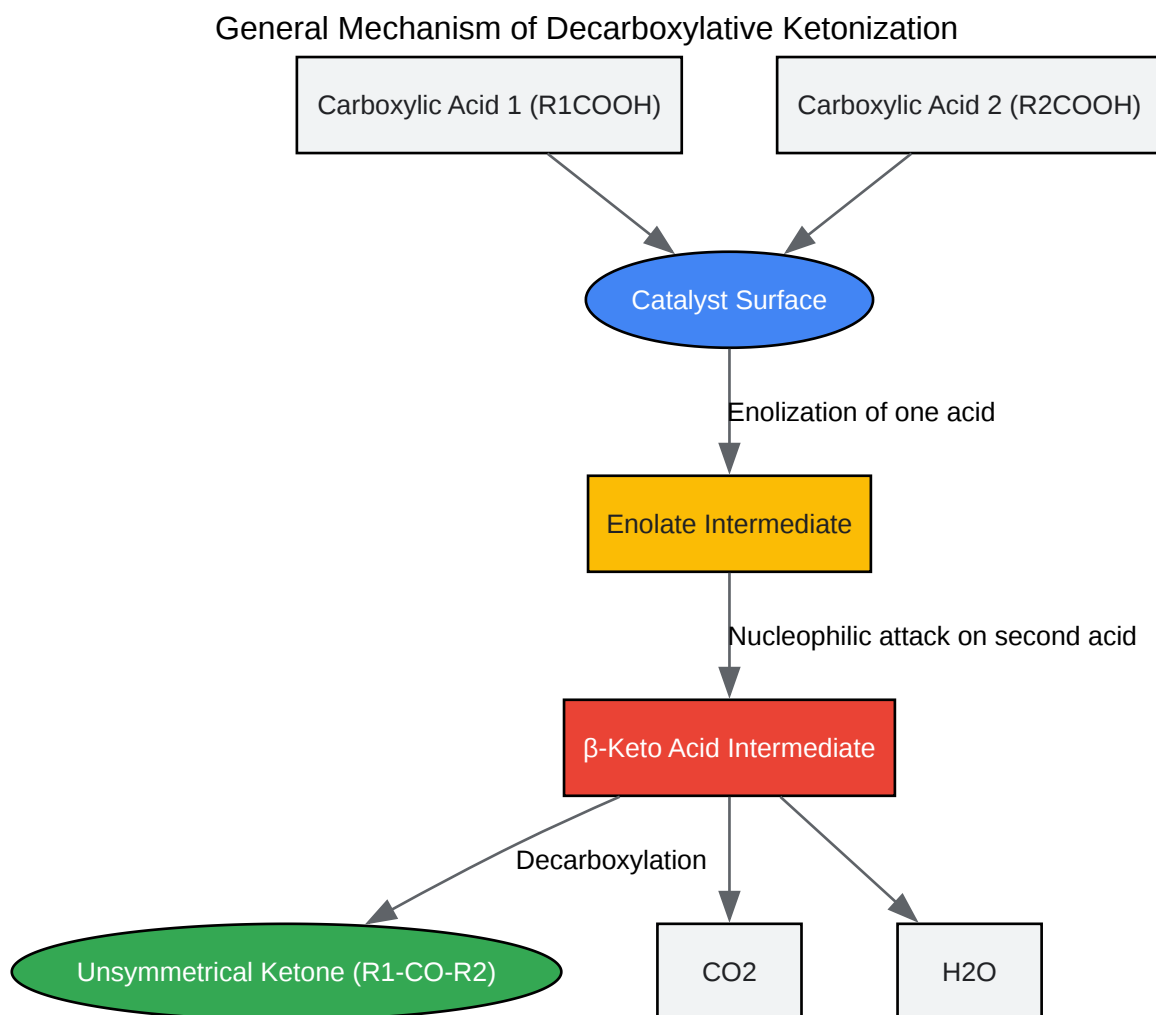 General Mechanism of Decarboxylative Ketonization
Carboxylic Acid 1 (R1COOH)
Carboxylic Acid 2 (R2COOH)
Catalyst Surface
Enolization of one acid
Enolate Intermediate
Nucleophilic attack on second acid
β-Keto Acid Intermediate
Decarboxylation
Unsymmetrical Ketone (R1-CO-R2)
CO2
H2O